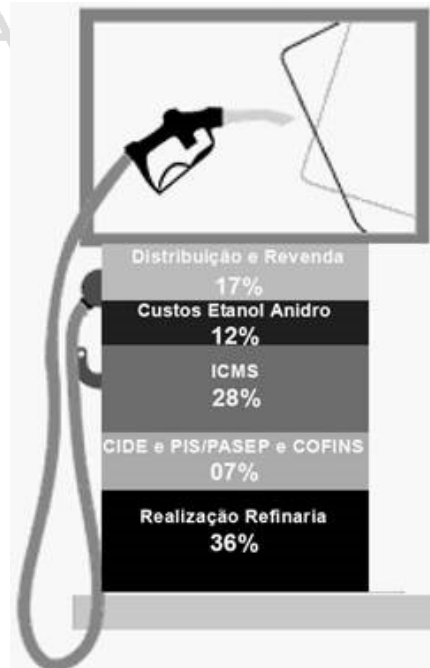 Distribuição e Revenda
17%
Custos Etanol Anidro
12%
ICMS
28%
CIDE e PIS/PASEP e COFINS
07%
Realização Refinaria
36%